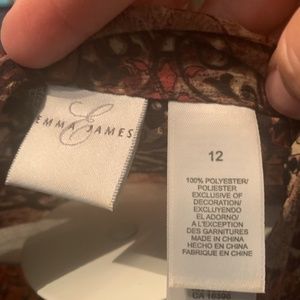 E
EMMA JAMES
12
100% POLYESTER/
POLIESTER
EXCLUSIVE OF
DECORATION/
EXCLUYENDO
EL ADORNO/
A L'EXCEPTION
DES GARNITURES
MADE IN CHINA
HECHO EN CHINA
FABRIQUE EN CHINE